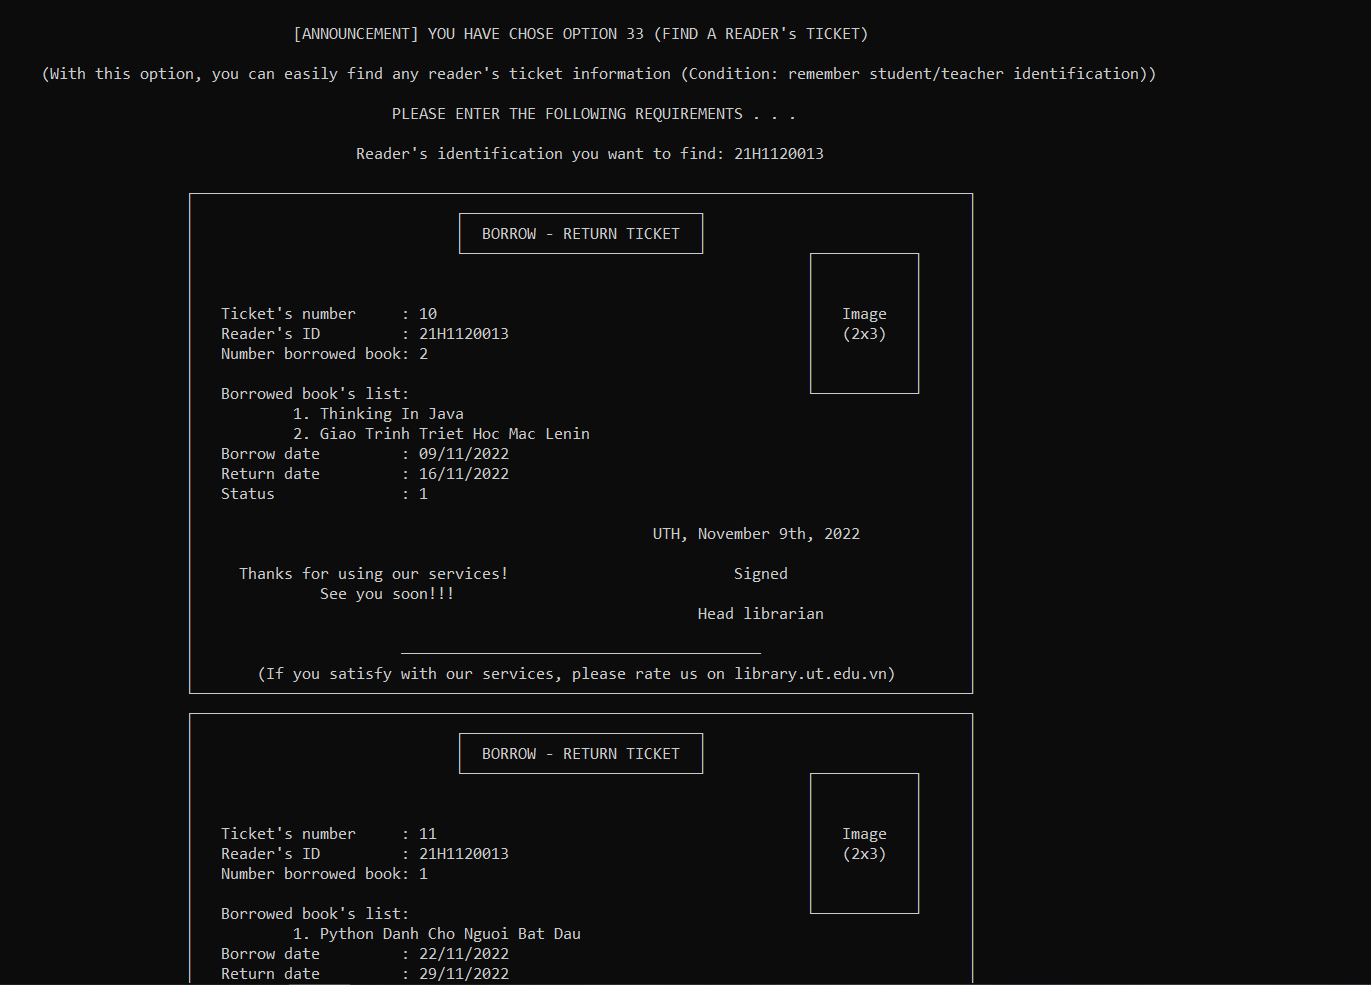 [ANNOUNCEMENT] YOU HAVE CHOSE OPTION 33 (FIND A READER's TICKET)
(With this option, you can easily find any reader's ticket information (Condition: remember student/teacher identification))
PLEASE ENTER THE FOLLOWING REQUIREMENTS . . .
Reader's identification you want to find: 21H1120013
BORROW - RETURN TICKET
Ticket's number : 10
Image
Reader's ID : 21H1120013
(2x3)
Number borrowed book: 2
Borrowed book's list:
1. Thinking In Java
2. Giao Trinh Triet Hoc Mac Lenin
Borrow date : 09/11/2022
Return date : 16/11/2022
Status : 1
UTH, November 9th, 2022
Thanks for using our services!
Signed
See you soon!!!
Head librarian
(If you satisfy with our services, please rate us on library.ut.edu.vn)
BORROW - RETURN TICKET
Ticket's number : 11
Image
Reader's ID : 21H1120013
(2x3)
Number borrowed book: 1
Borrowed book's list:
1. Python Danh Cho Nguoi Bat Dau
Borrow date : 22/11/2022
Return date : 29/11/2022